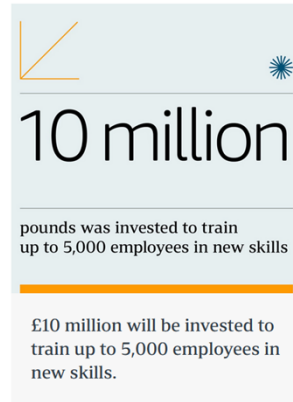 10 million
pounds was invested to train
up to 5,000 employees in new skills
£10 million will be invested to
train up to 5,000 employees in
new skills.